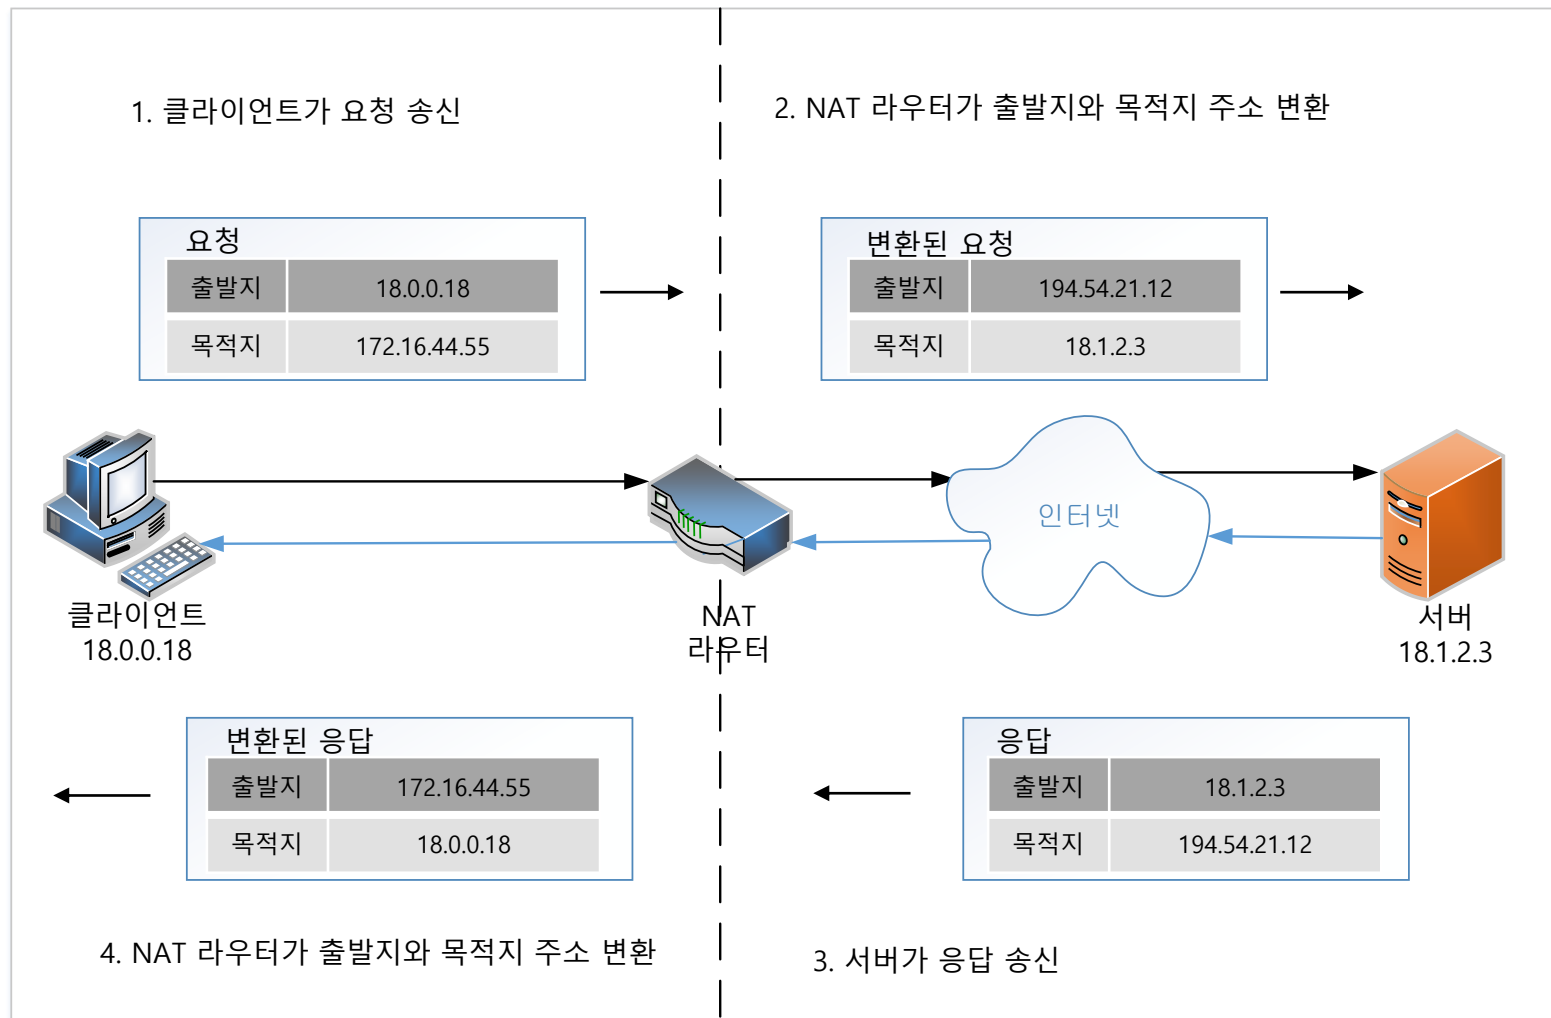 1. 클라이언트가 요청 송신
2. NAT 라우터가 출발지와 목적지 주소 변환
요청
출발지 18.0.0.18
목적지 172.16.44.55
변환된 요청
출발지 194.54.21.12
목적지 18.1.2.3
인터넷
클라이언트
18.0.0.18
NAT
라우터
서버
18.1.2.3
변환된 응답
출발지 172.16.44.55
목적지 18.0.0.18
응답
출발지 18.1.2.3
목적지 194.54.21.12
4. NAT 라우터가 출발지와 목적지 주소 변환
3. 서버가 응답 송신